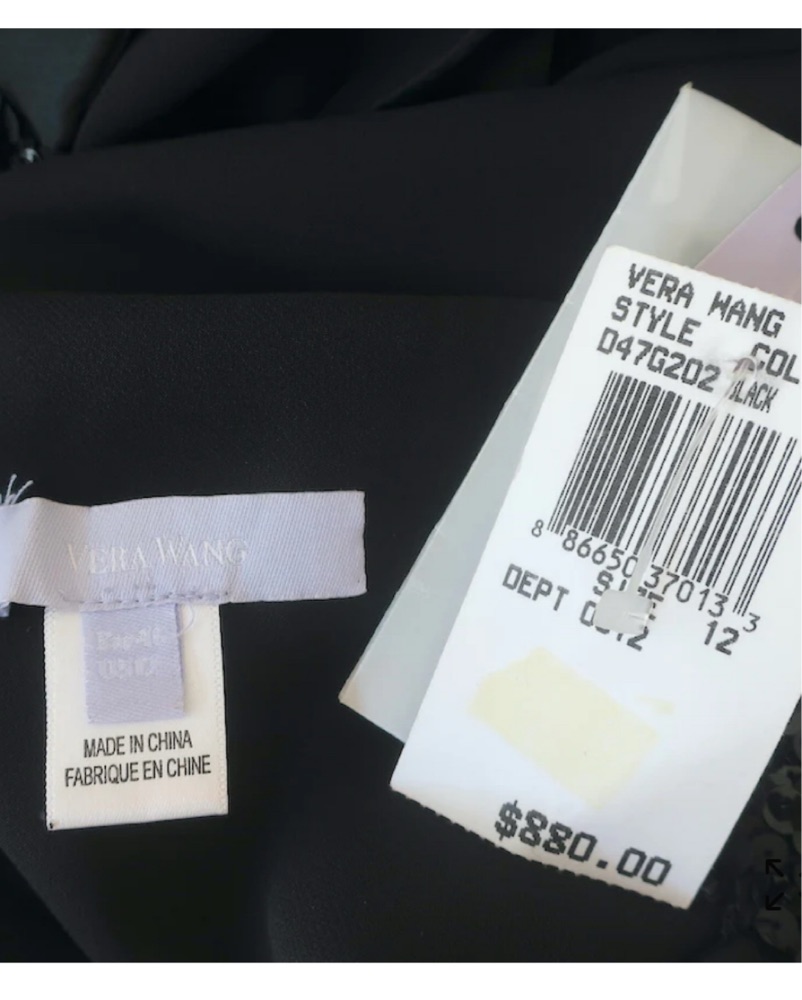 VERA WANG
MADE IN CHINA
FABRIQUE EN CHINE
VERA WANG
STYLE COL
D47G202 BLACK
8 86650 37013 3
SIZE
DEPT 12
$880.00